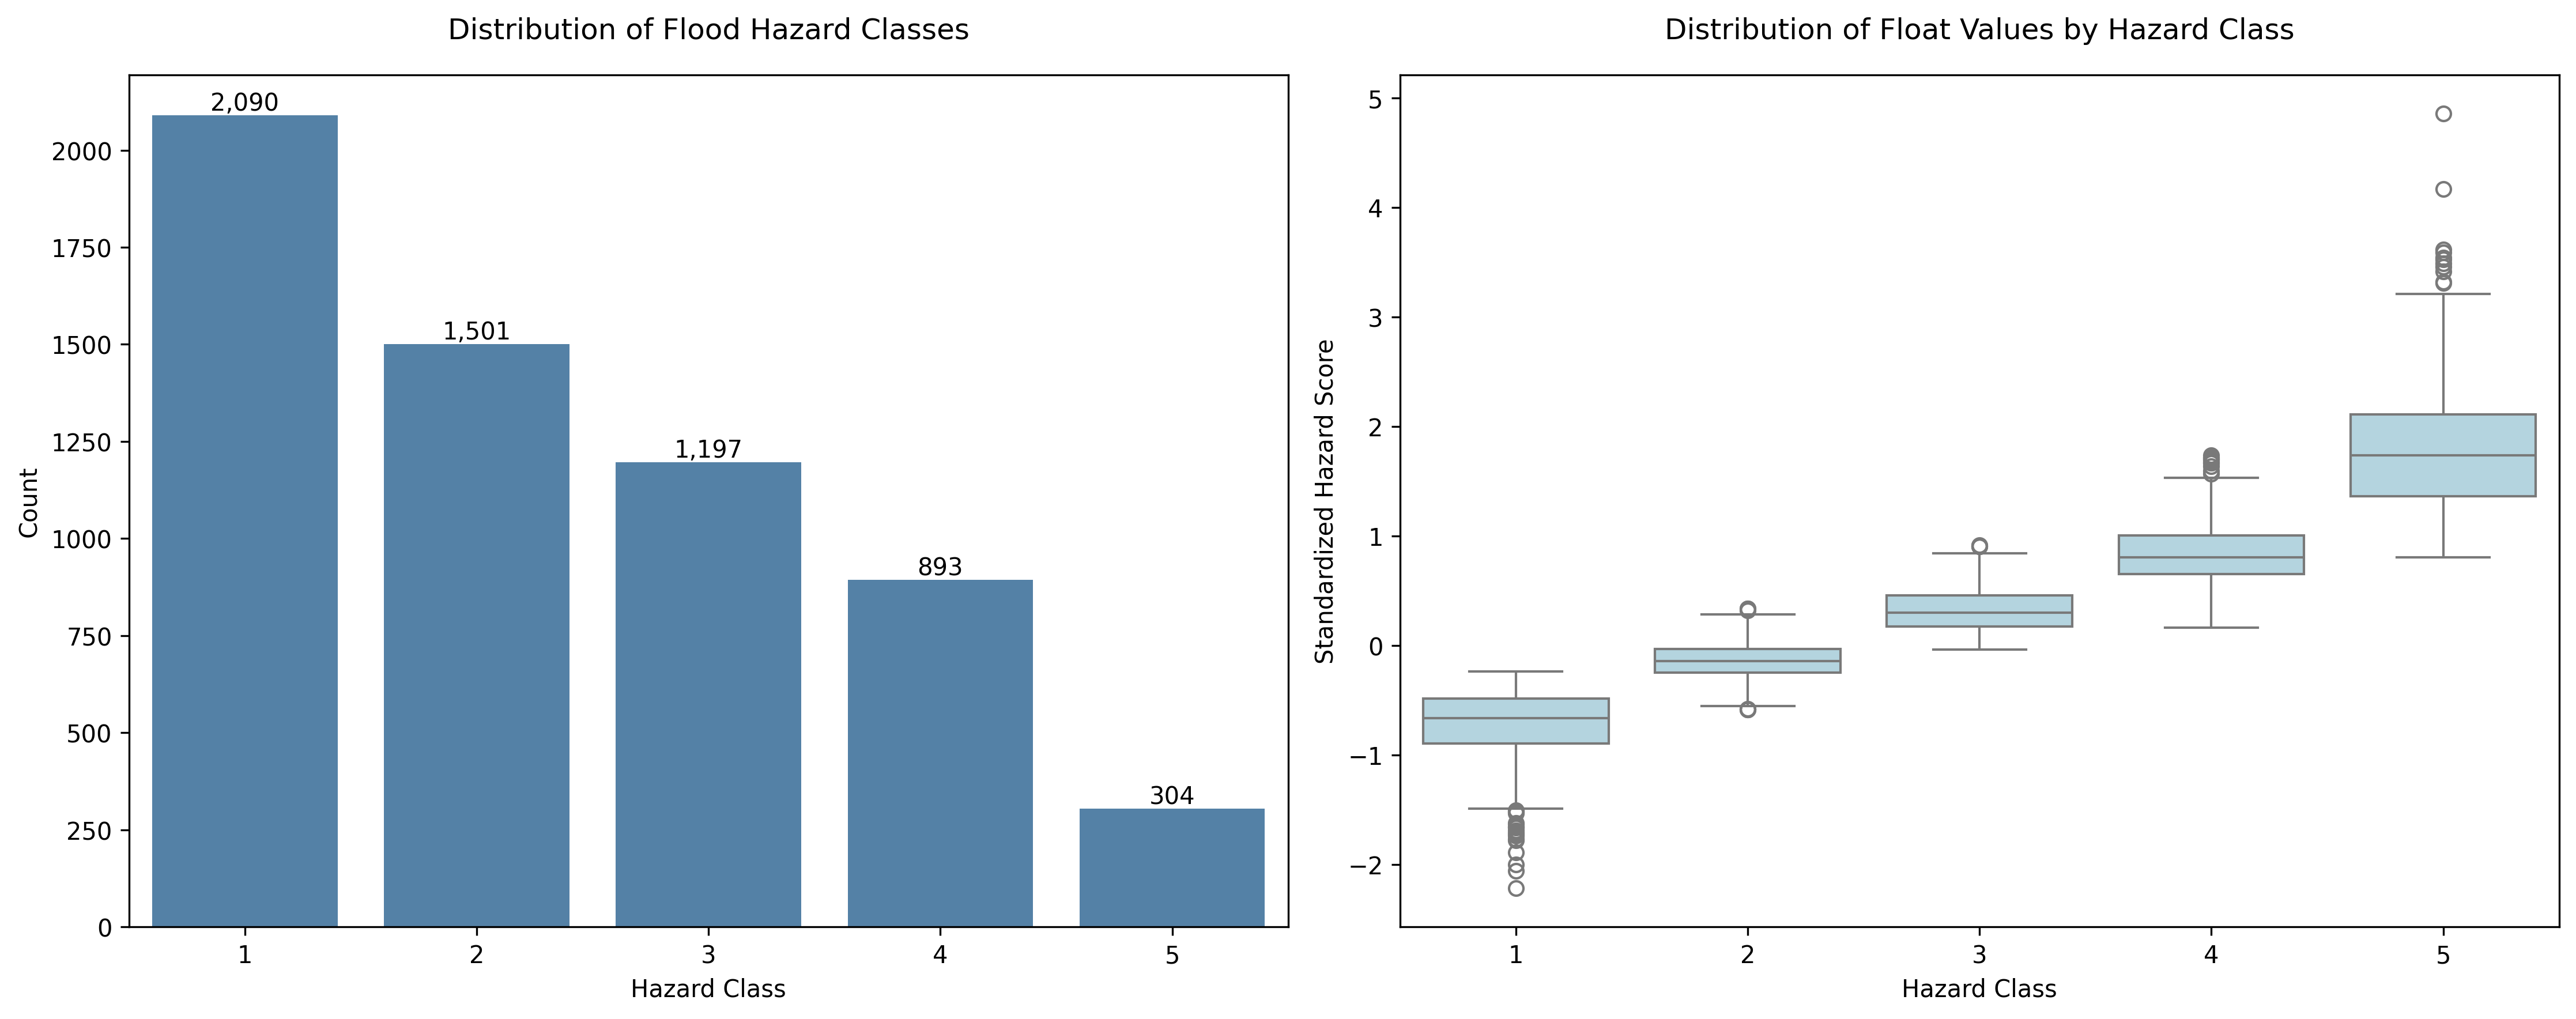 Distribution of Flood Hazard Classes
Count
2000
1750
1500
1250
1000
750
500
250
0
2,090
1,501
1,197
893
304
1 2 3 4 5
Hazard Class
Distribution of Float Values by Hazard Class
Standardized Hazard Score
5
4
3
2
1
0
−1
−2
1 2 3 4 5
Hazard Class